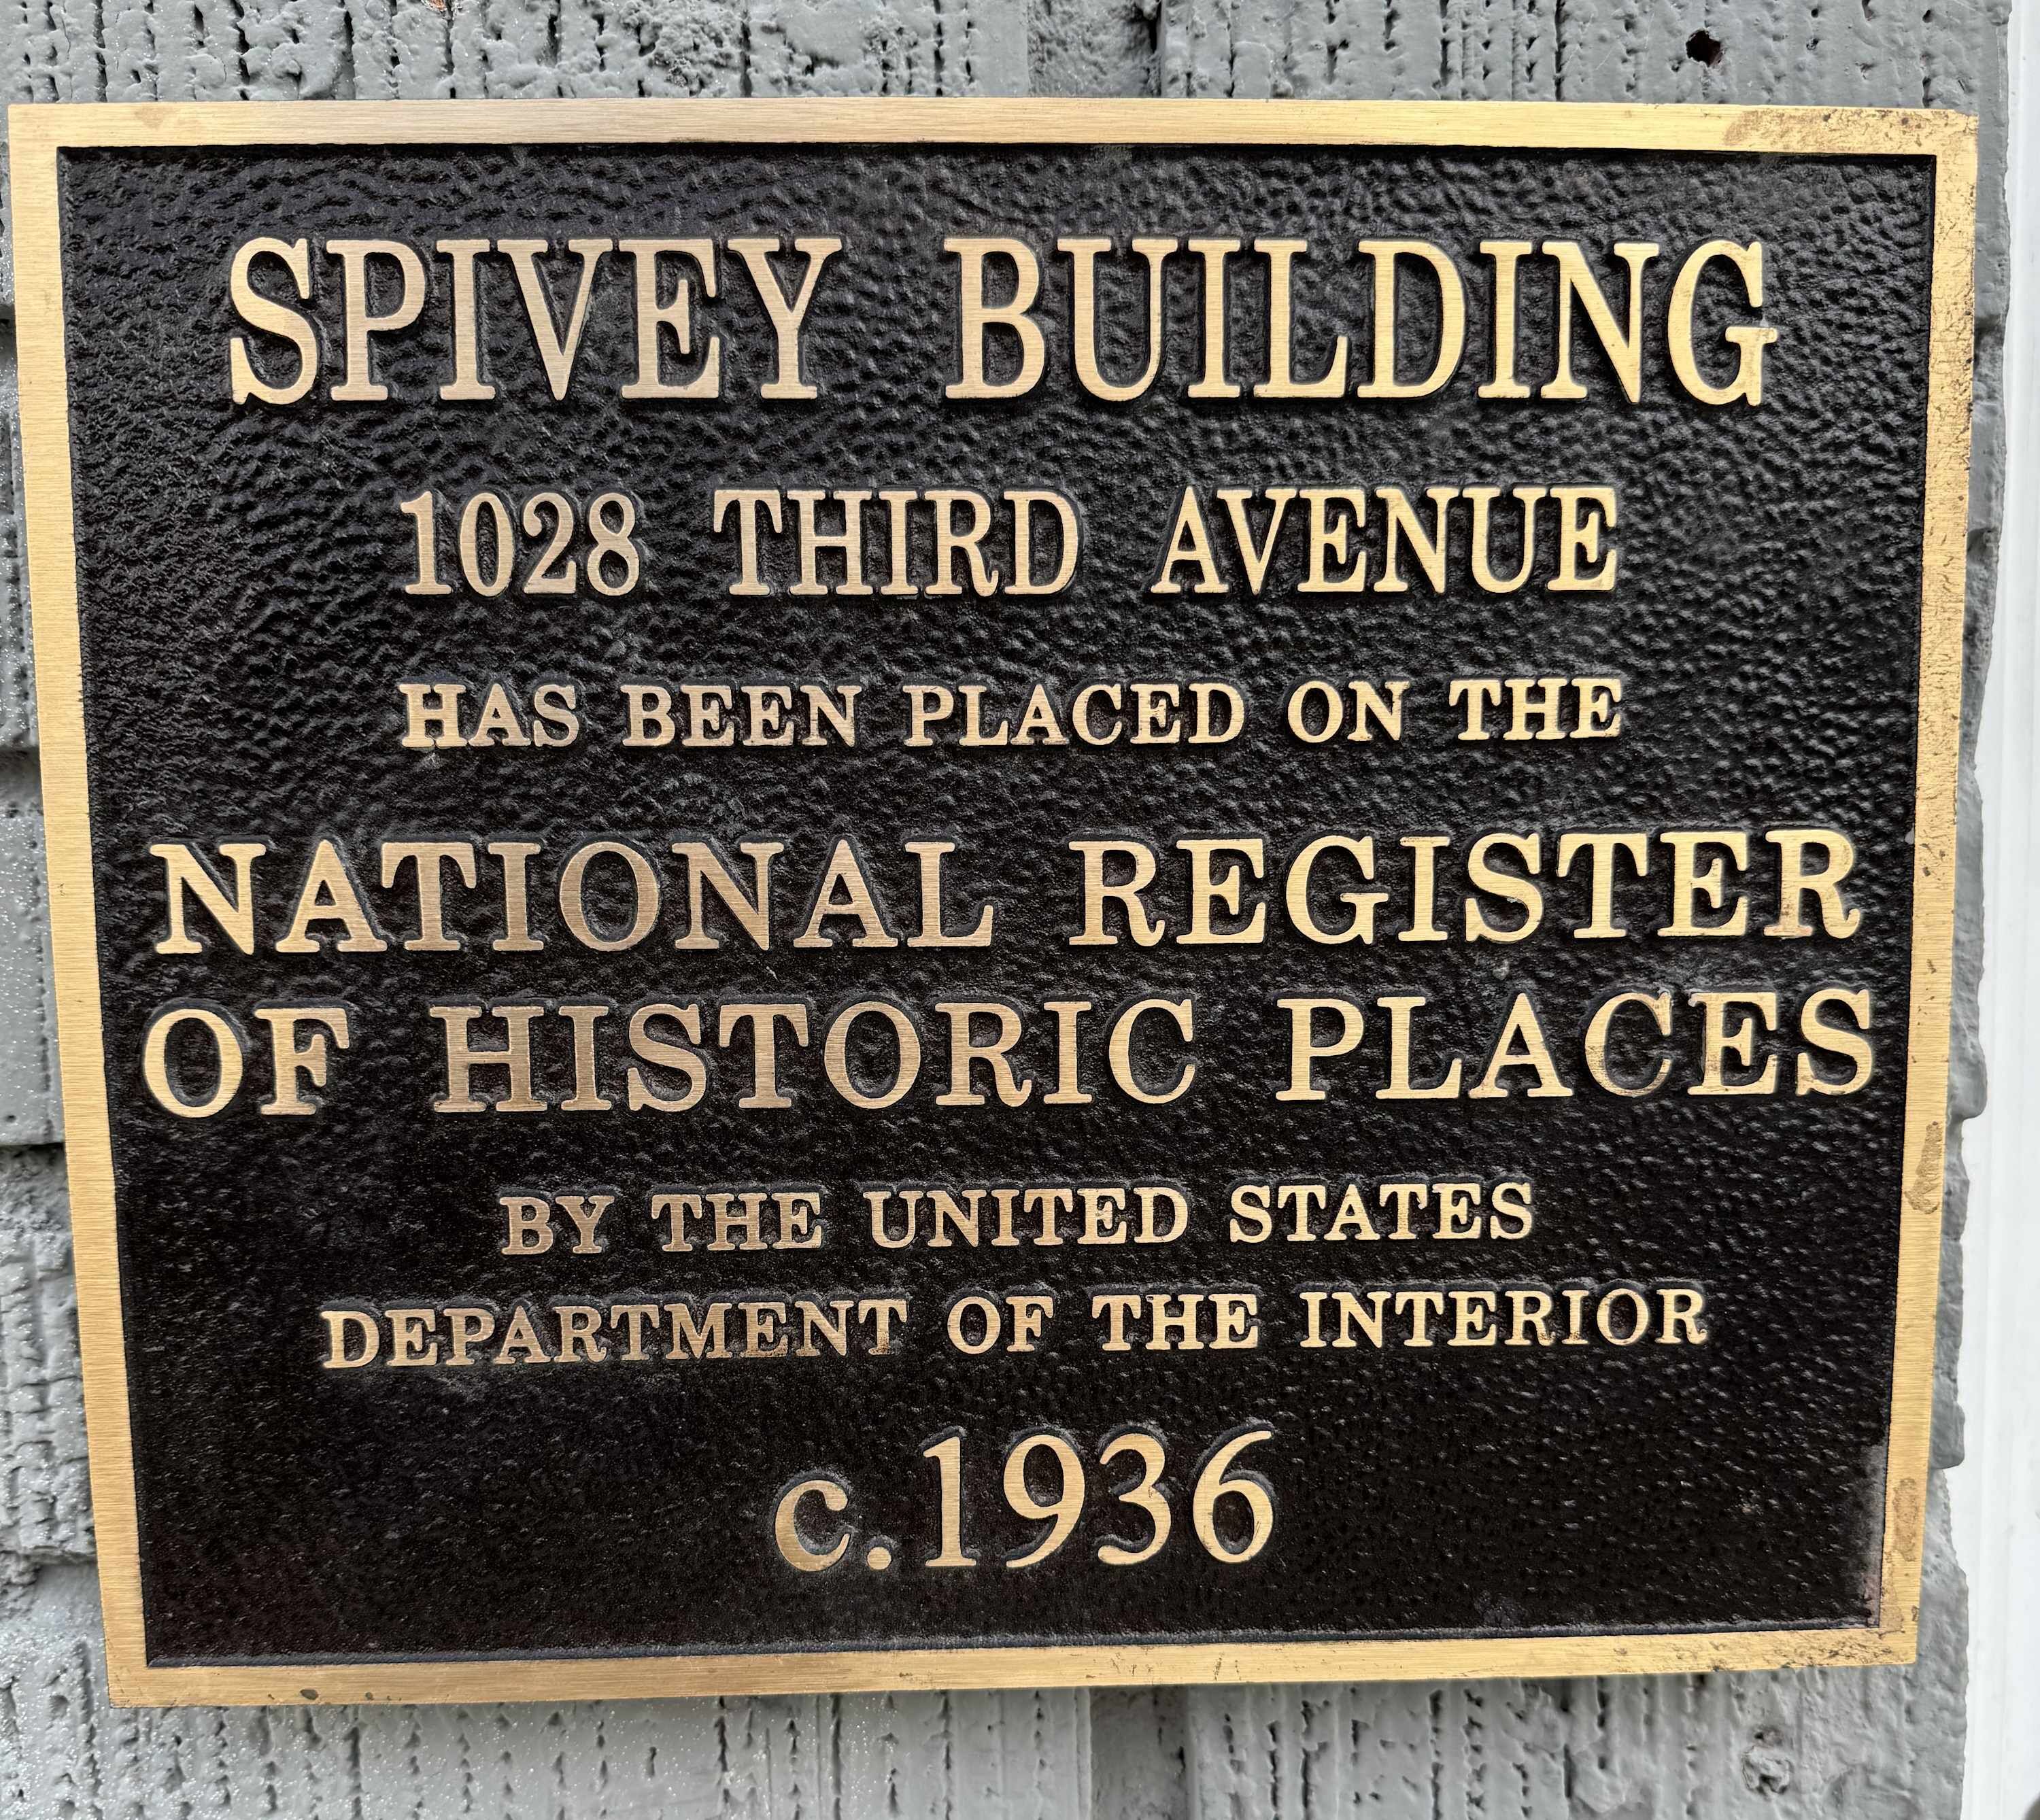 SPIVEY BUILDING
1028 THIRD AVENUE
HAS BEEN PLACED ON THE
NATIONAL REGISTER
OF HISTORIC PLACES
BY THE UNITED STATES
DEPARTMENT OF THE INTERIOR
c.1936